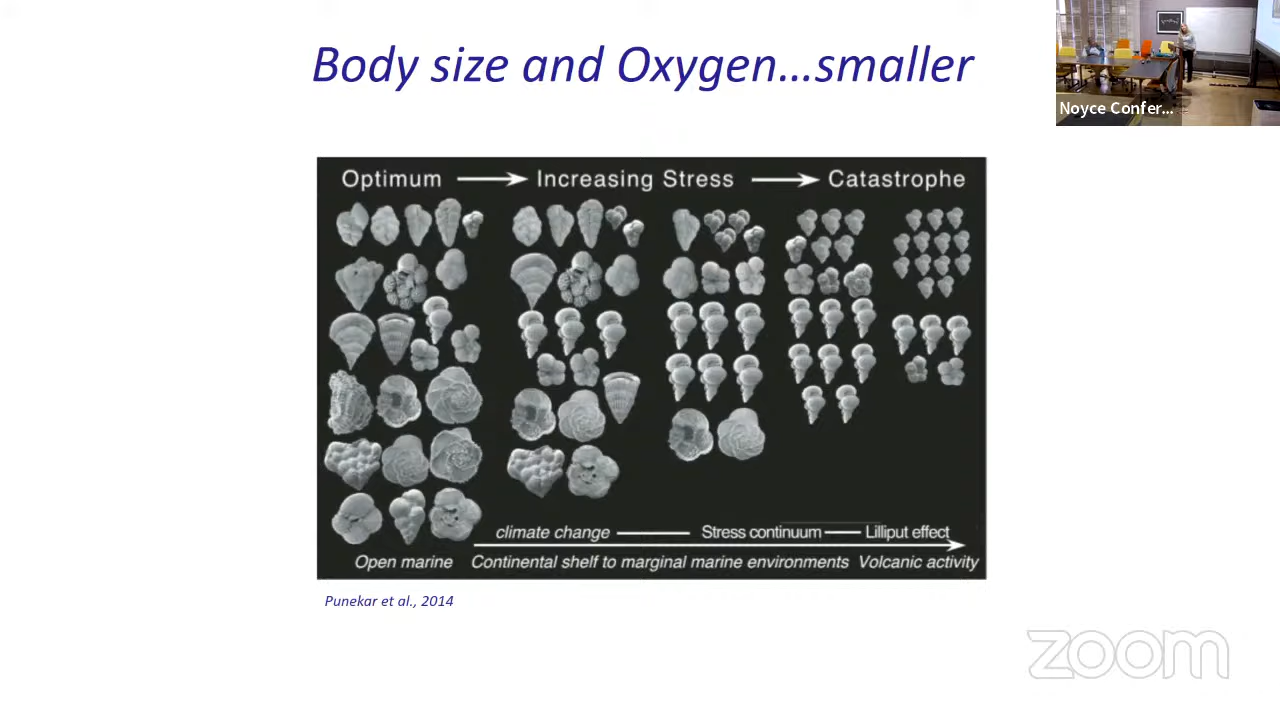 Body size and Oxygen...smaller
Noyce Confer...
Optimum Increasing Stress Catastrophe
climate change Stress continuum Lilliput effect
Open marine Continental shelf to marginal marine environments Volcanic activity
Punekar et al., 2014
zoom